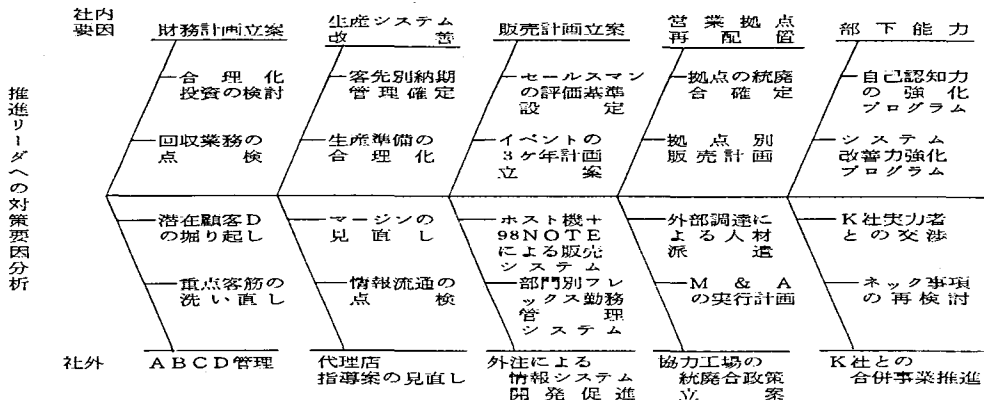 社内
要因
財務計画立案
生産システム
改善
販売計画立案
営業拠点
再配置
部下能力
合理化
投資の検討
客先別納期
管理確定
セールスマン
の評価基準
設定
拠点の統廃
合確定
自己認知力
の強化
プログラム
回収業務の
点検
生産準備の
合理化
イベントの
3ヶ年計画
立案
拠点別
販売計画
システム
改善力強化
プログラム
推進リーダへの対策要因分析
潜在顧客D
の堀り起し
マージンの
見直し
ホスト機+
98NOTE
による販売
システム
外部調達に
よる人材
派遣
K社実力者
との交渉
重点客筋の
洗い直し
情報流通の
点検
部門別フレ
ックス勤務
管理
システム
M&A
の実行計画
ネック事項
の再検討
社外
ABCD管理
代理店
指導案の見直し
外注による
情報システム
開発促進
協力工場の
統廃合政策
立案
K社との
合併事業推進